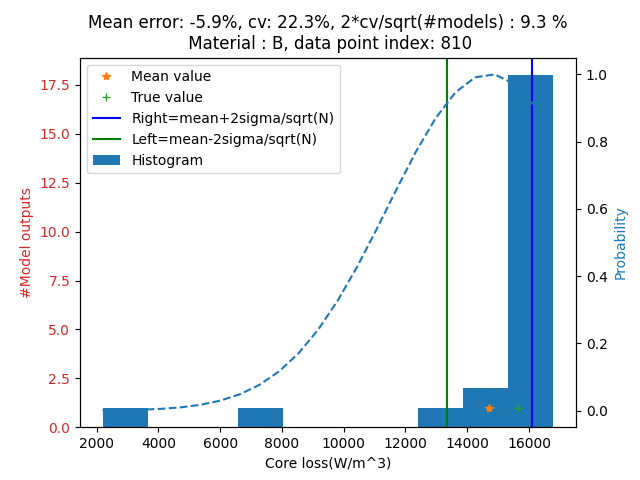 Mean error: -5.9%, cv: 22.3%, 2*cv/sqrt(#models) : 9.3 %
Material : B, data point index: 810
Mean value
True value
Right=mean+2sigma/sqrt(N)
Left=mean-2sigma/sqrt(N)
Histogram
#Model outputs
17.5
15.0
12.5
10.0
7.5
5.0
2.5
0.0
1.0
0.8
0.6
0.4
0.2
0.0
Probability
2000 4000 6000 8000 10000 12000 14000 16000
Core loss(W/m^3)